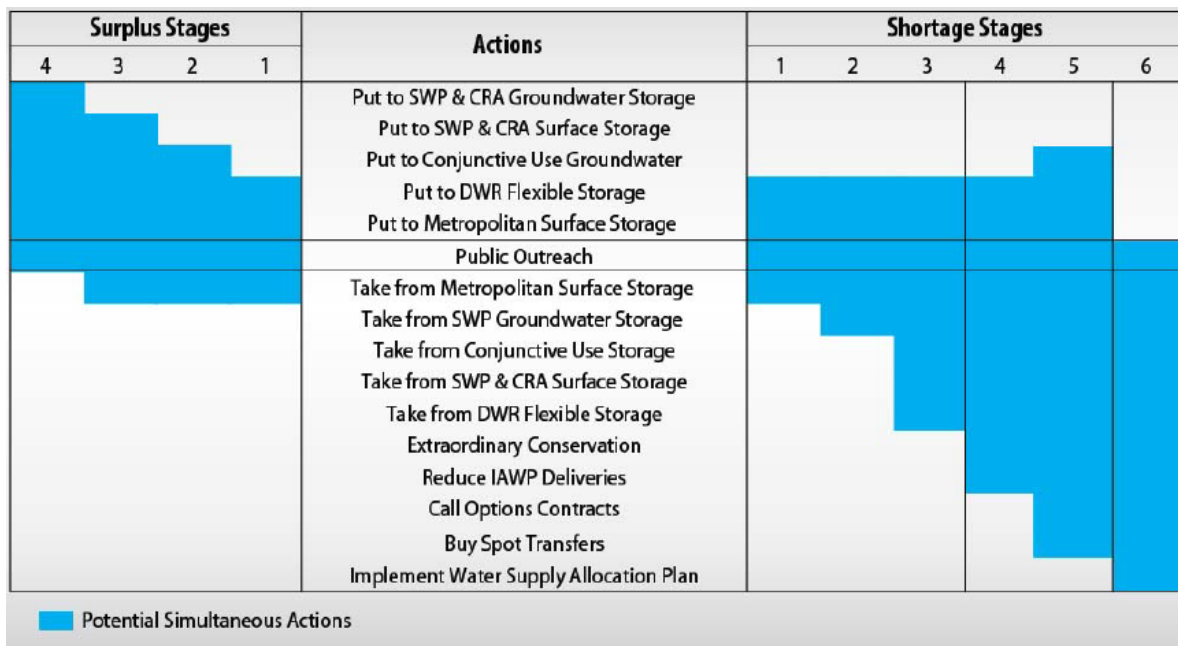 Surplus Stages Actions Shortage Stages
4 3 2 1 1 2 3 4 5 6
Put to SWP & CRA Groundwater Storage
Put to SWP & CRA Surface Storage
Put to Conjunctive Use Groundwater
Put to DWR Flexible Storage
Put to Metropolitan Surface Storage
Public Outreach
Take from Metropolitan Surface Storage
Take from SWP Groundwater Storage
Take from Conjunctive Use Storage
Take from SWP & CRA Surface Storage
Take from DWR Flexible Storage
Extraordinary Conservation
Reduce IAWP Deliveries
Call Options Contracts
Buy Spot Transfers
Implement Water Supply Allocation Plan
Potential Simultaneous Actions